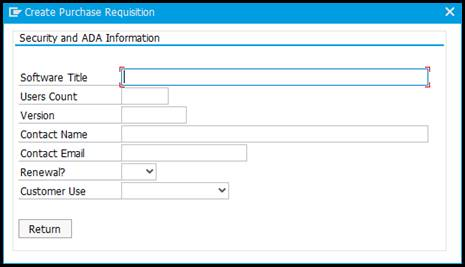 Create Purchase Requisition
Security and ADA Information
Software Title
Users Count
Version
Contact Name
Contact Email
Renewal?
Customer Use
Return